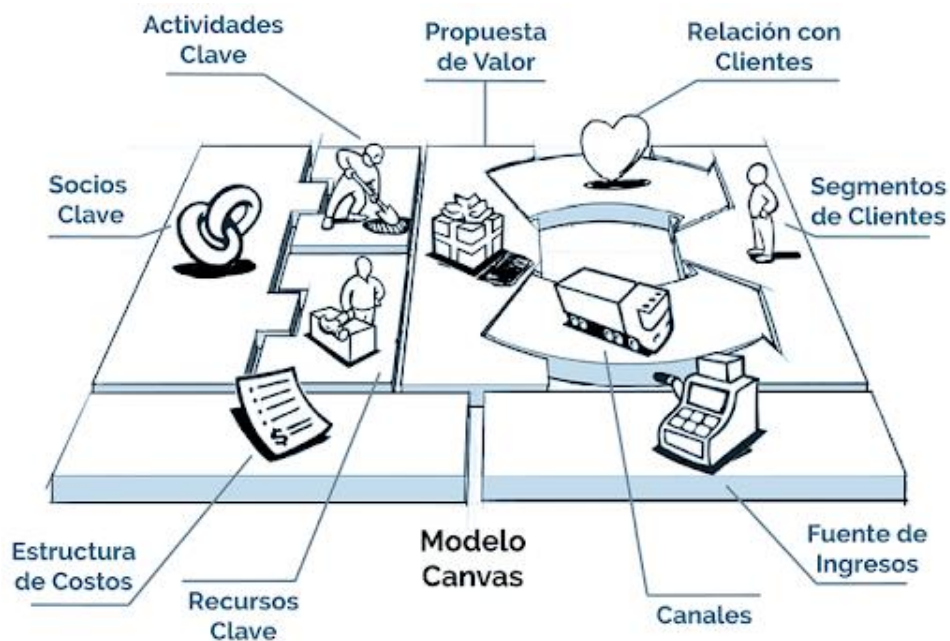 Actividades
Clave
Propuesta
de Valor
Relación con
Clientes
Socios
Clave
Segmentos
de Clientes
Estructura
de Costos
Recursos
Clave
Modelo
Canvas
Canales
Fuente de
Ingresos